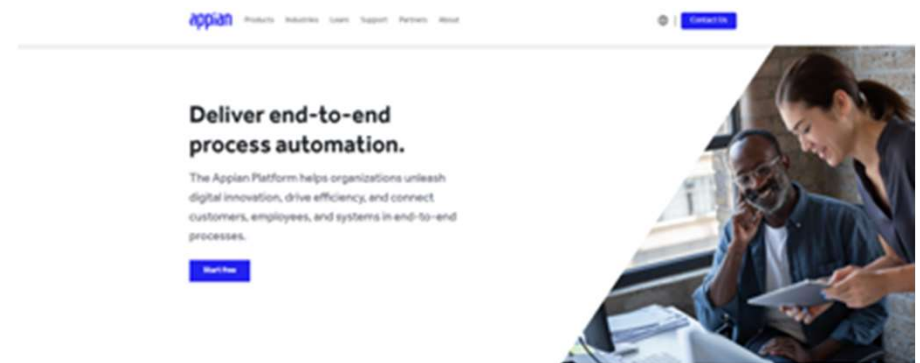 appian Products Industries Learn Support Partners About Contact Us
Deliver end-to-end
process automation.
The Appian Platform helps organizations unleash
digital innovation, drive efficiency, and connect
customers, employees, and systems in end-to-end
processes.
Start free